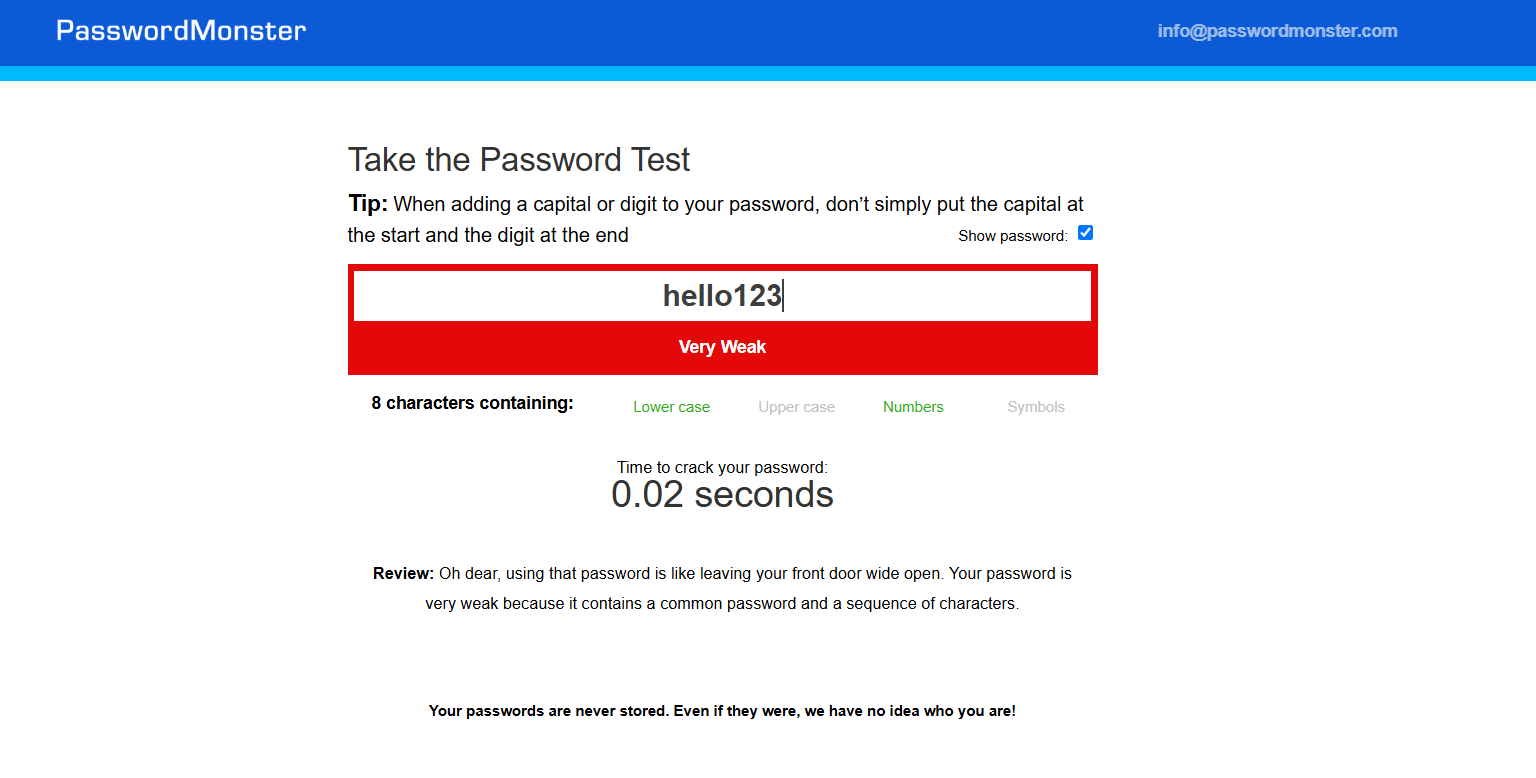 PasswordMonster
info@passwordmonster.com
Take the Password Test
Tip: When adding a capital or digit to your password, don’t simply put the capital at
the start and the digit at the end
Show password:
hello123
Very Weak
8 characters containing:
Lower case
Upper case
Numbers
Symbols
Time to crack your password:
0.02 seconds
Review: Oh dear, using that password is like leaving your front door wide open. Your password is
very weak because it contains a common password and a sequence of characters.
Your passwords are never stored. Even if they were, we have no idea who you are!